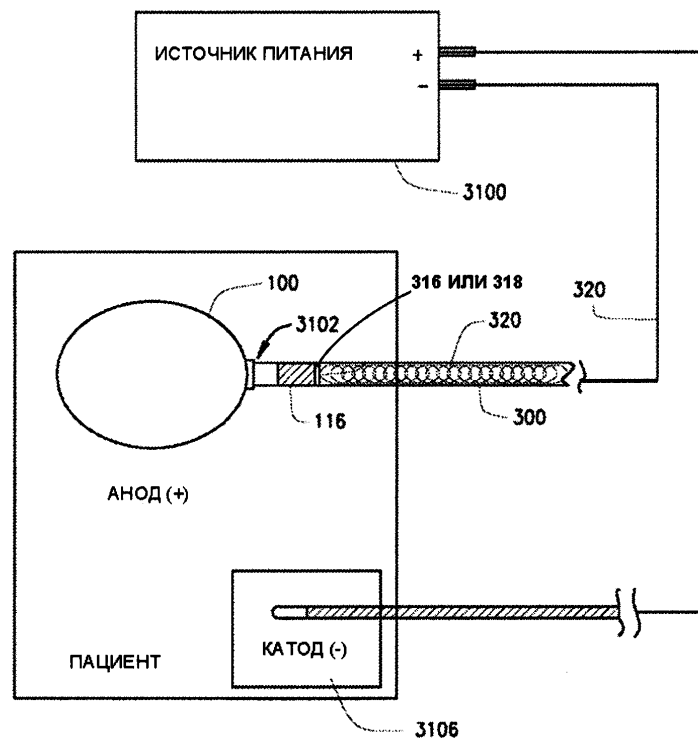 ИСТОЧНИК ПИТАНИЯ
+
–
3100
100
3102
316 ИЛИ 318
320
320
116
300
АНОД (+)
КАТОД (-)
ПАЦИЕНТ
3106